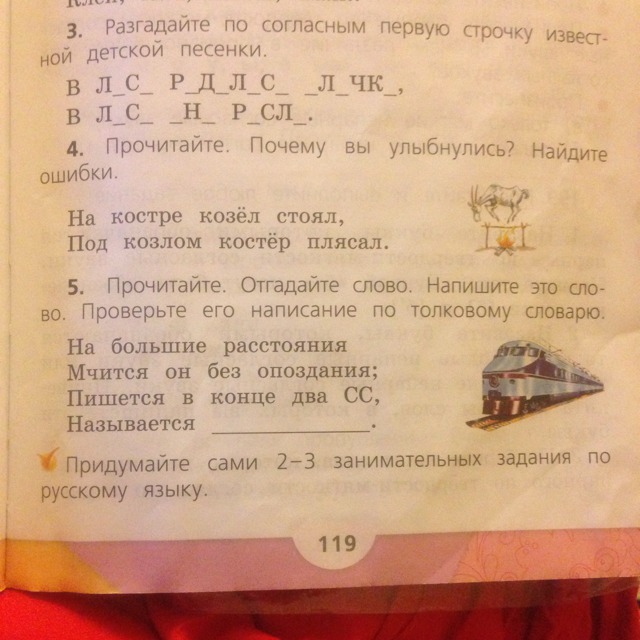 3. Разгадайте по согласным первую строчку извест-
ной детской песенки.
В Л_С_ Р_Д_Л_С_ _Л_ЧК_,
В Л_С_ _Н_ Р_СЛ_.
4. Прочитайте. Почему вы улыбнулись? Найдите
ошибки.
На костре козёл стоял,
Под козлом костёр плясал.
5. Прочитайте. Отгадайте слово. Напишите это сло-
во. Проверьте его написание по толковому словарю.
На большие расстояния
Мчится он без опоздания;
Пишется в конце два СС,
Называется ____________.
Придумайте сами 2–3 занимательных задания по
русскому языку.
119